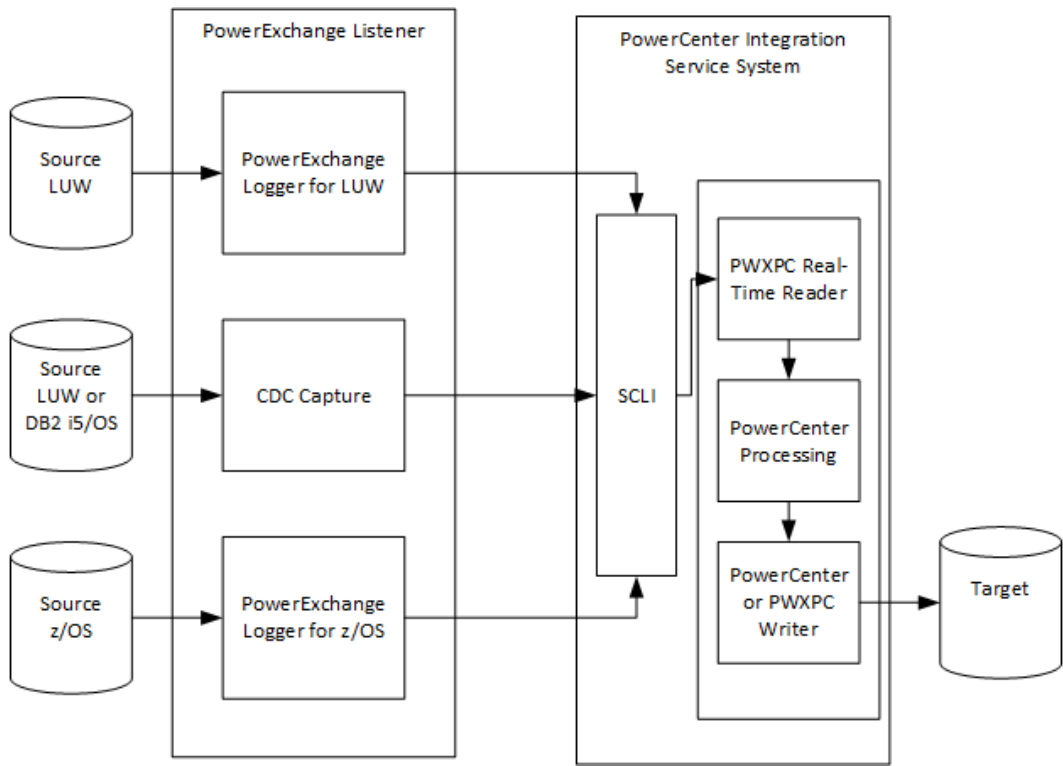 PowerExchange Listener
PowerCenter Integration
Service System
Source
LUW
PowerExchange
Logger for LUW
Source
LUW or
DB2 i5/OS
CDC Capture
Source
z/OS
PowerExchange
Logger for z/OS
SCLI
PWXPC Real-
Time Reader
PowerCenter
Processing
PowerCenter
or PWXPC
Writer
Target